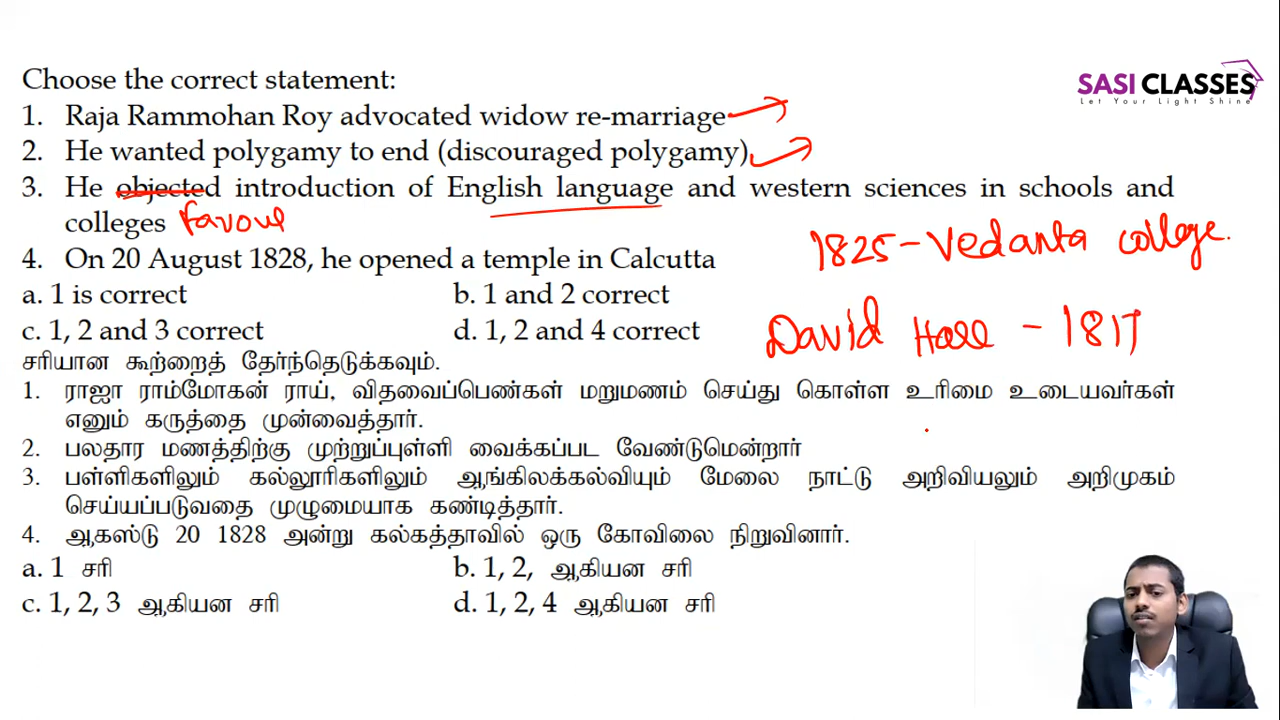 Choose the correct statement:
SASI CLASSES
Let Your Light Shine
1. Raja Rammohan Roy advocated widow re-marriage
2. He wanted polygamy to end (discouraged polygamy)
3. He objected introduction of English language and western sciences in schools and
colleges favour
1825 - Vedanta college.
4. On 20 August 1828, he opened a temple in Calcutta
a. 1 is correct b. 1 and 2 correct
c. 1, 2 and 3 correct d. 1, 2 and 4 correct
David Hare - 1817
சரியான கூற்றைத் தேர்ந்தெடுக்கவும்.
1. ராஜா ராம்மோகன் ராய், விதவைப்பெண்கள் மறுமணம் செய்து கொள்ள உரிமை உடையவர்கள்
எனும் கருத்தை முன்வைத்தார்.
2. பலதார மணத்திற்கு முற்றுப்புள்ளி வைக்கப்பட வேண்டுமென்றார்
3. பள்ளிகளிலும் கல்லூரிகளிலும் ஆங்கிலக்கல்வியும் மேலை நாட்டு அறிவியலும் அறிமுகம்
செய்யப்படுவதை முழுமையாக கண்டித்தார்.
4. ஆகஸ்டு 20 1828 அன்று கல்கத்தாவில் ஒரு கோவிலை நிறுவினார்.
a. 1 சரி b. 1, 2, ஆகியன சரி
c. 1, 2, 3 ஆகியன சரி d. 1, 2, 4 ஆகியன சரி